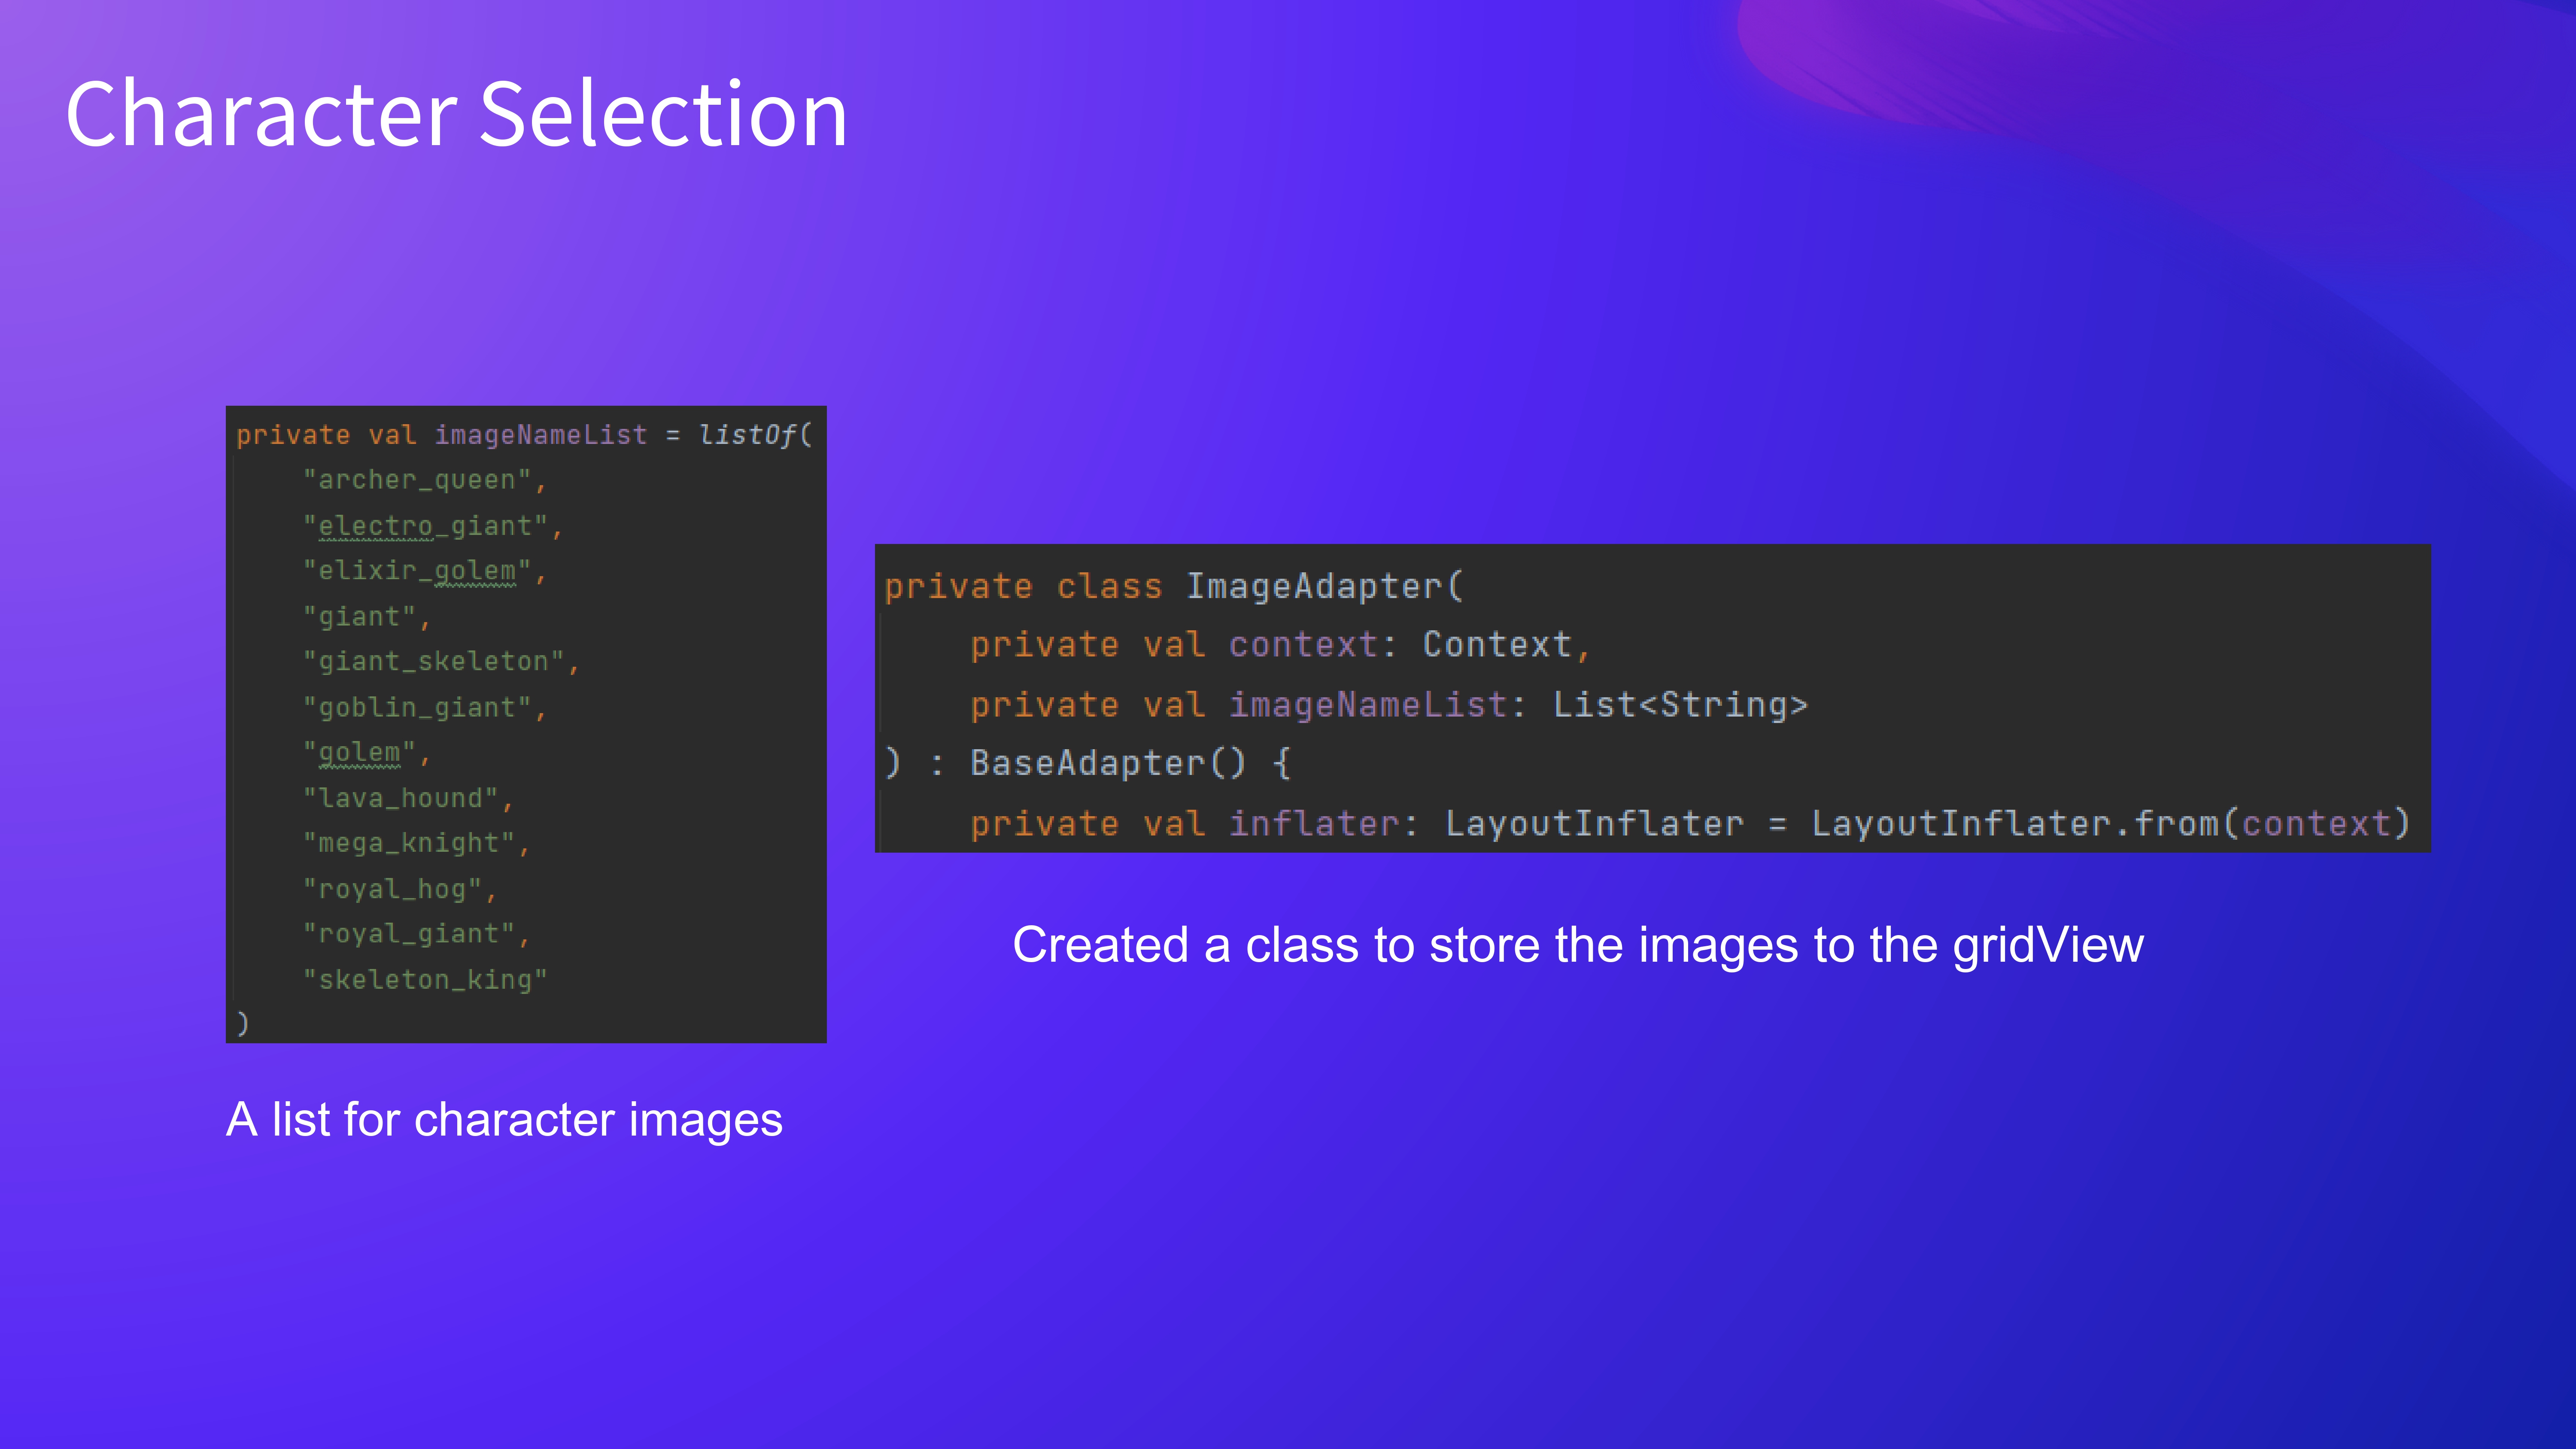 Character Selection
private val imageNameList = listOf(
"archer_queen",
"electro_giant",
"elixir_golem",
"giant",
"giant_skeleton",
"goblin_giant",
"golem",
"lava_hound",
"mega_knight",
"royal_hog",
"royal_giant",
"skeleton_king"
)
A list for character images
private class ImageAdapter(
private val context: Context,
private val imageNameList: List<String>
) : BaseAdapter() {
private val inflater: LayoutInflater = LayoutInflater.from(context)
Created a class to store the images to the gridView